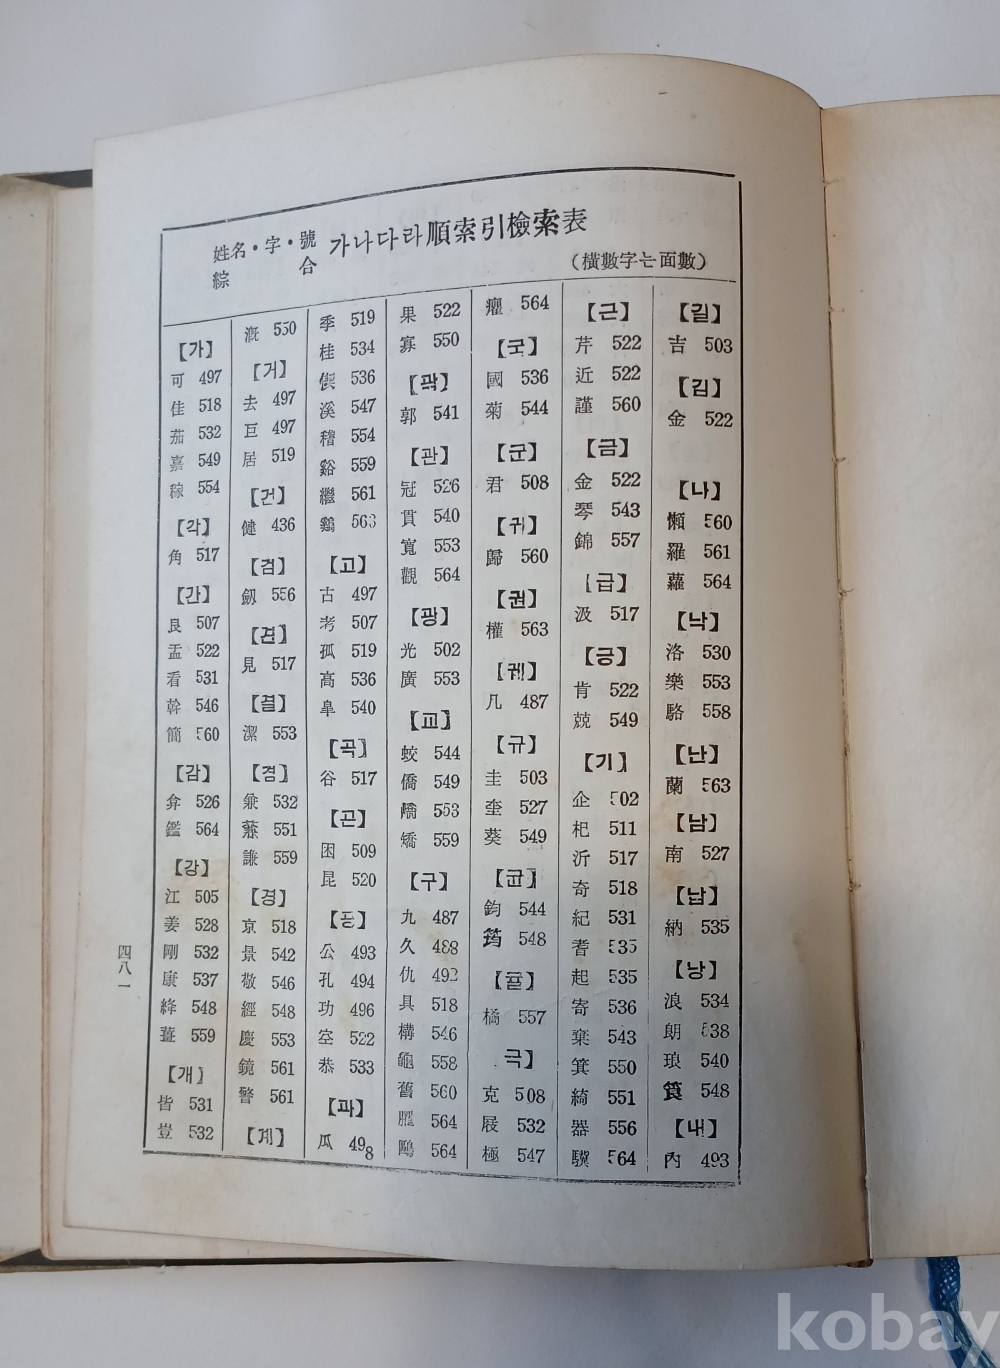 姓名·字·號
綜合
가나다라順索引檢索表
(橫數字는面數)
【가】
可 497
佳 518
茄 532
嘉 549
稼 554
【각】
角 517
【간】
艮 507
盂 522
看 531
幹 546
簡 560
【감】
弇 526
鑑 564
【강】
江 505
姜 528
剛 532
康 537
絳 548
薑 559
【개】
皆 531
豈 532
漑 550
【거】
去 497
巨 497
居 519
【건】
健 436
【검】
劔 556
【견】
見 517
【결】
潔 553
【겸】
兼 532
蒹 551
謙 559
【경】
京 518
景 542
敬 546
經 548
慶 553
鏡 561
警 561
【계】
季 519
桂 534
偰 536
溪 547
稽 554
谿 559
繼 561
鷄 563
【고】
古 497
考 507
孤 519
高 536
皐 540
【곡】
谷 517
【곤】
困 509
昆 520
【공】
公 493
孔 494
功 496
空 522
恭 533
【과】
瓜 498
果 522
寡 550
【곽】
郭 541
【관】
冠 526
貫 540
寬 553
觀 564
【광】
光 502
廣 553
【교】
蛟 544
僑 549
嶠 553
矯 559
【구】
九 487
久 488
仇 492
具 518
構 546
龜 558
舊 560
564
鷗 564
癯 564
【국】
國 536
菊 544
【군】
君 508
【귀】
歸 560
【권】
權 563
【궤】
几 487
【규】
圭 503
奎 527
葵 549
【균】
鈞 544
筠 548
【귤】
橘 557
극】
克 508
屐 532
極 547
【근】
芹 522
近 522
謹 560
【금】
金 522
琴 543
錦 557
【급】
汲 517
【긍】
肯 522
兢 549
【기】
企 502
杞 511
沂 517
奇 518
紀 531
耆 535
起 535
寄 536
棄 543
箕 550
綺 551
器 556
驥 564
【길】
吉 503
【김】
金 522
【나】
懶 560
羅 561
蘿 564
【낙】
洛 530
樂 553
駱 558
【난】
蘭 563
【남】
南 527
【납】
納 535
【낭】
浪 534
朗 538
琅 540
筤 548
【내】
內 493
四八一
kobay